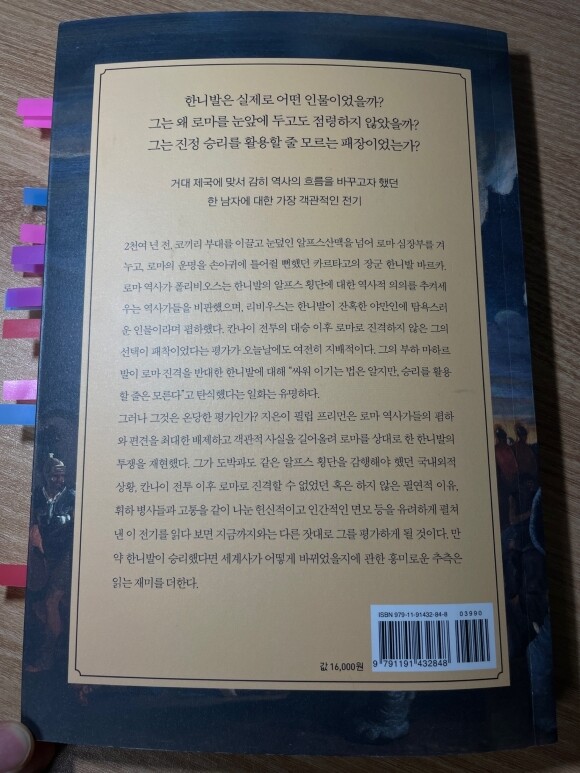 한니발은 실제로 어떤 인물이었을까?
그는 왜 로마를 눈앞에 두고도 점령하지 않았을까?
그는 진정 승리를 활용할 줄 모르는 패장이었는가?
거대 제국에 맞서 감히 역사의 흐름을 바꾸고자 했던
한 남자에 대한 가장 객관적인 전기
2천여 년 전, 코끼리 부대를 이끌고 눈덮인 알프스산맥을 넘어 로마 심장부를 겨
누고, 로마의 운명을 손아귀에 틀어쥘 뻔했던 카르타고의 장군 한니발 바르카.
로마 역사가 폴리비오스는 한니발의 알프스 횡단에 대한 역사적 의의를 추켜세
우는 역사가들을 비판했으며, 리비우스는 한니발이 잔혹한 야만인에 탐욕스러
운 인물이라며 폄하했다. 칸나이 전투의 대승 이후 로마로 진격하지 않은 그의
선택이 패착이었다는 평가가 오늘날에도 여전히 지배적이다. 그의 부하 마하르
발이 로마 진격을 반대한 한니발에 대해 “싸워 이기는 법은 알지만, 승리를 활용
할 줄은 모른다”고 탄식했다는 일화는 유명하다.
그러나 그것은 온당한 평가인가? 지은이 필립 프리먼은 로마 역사가들의 폄하
와 편견을 최대한 배제하고 객관적 사실을 길어올려 로마를 상대로 한 한니발의
투쟁을 재현했다. 그가 도박과도 같은 알프스 횡단을 감행해야 했던 국내외적
상황, 칸나이 전투 이후 로마로 진격할 수 없었던 혹은 하지 않은 필연적 이유,
휘하 병사들과 고통을 같이 나눈 헌신적이고 인간적인 면모 등을 유려하게 펼쳐
낸 이 전기를 읽다 보면 지금까지와는 다른 잣대로 그를 평가하게 될 것이다. 만
약 한니발이 승리했다면 세계사가 어떻게 바뀌었을지에 관한 흥미로운 추측은
읽는 재미를 더한다.
ISBN 979-11-91432-84-8
03990
9 791191 432848
값 16,000원